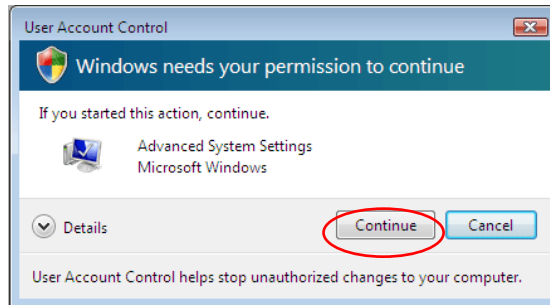 User Account Control
Windows needs your permission to continue
If you started this action, continue.
Advanced System Settings
Microsoft Windows
Details
Continue
Cancel
User Account Control helps stop unauthorized changes to your computer.